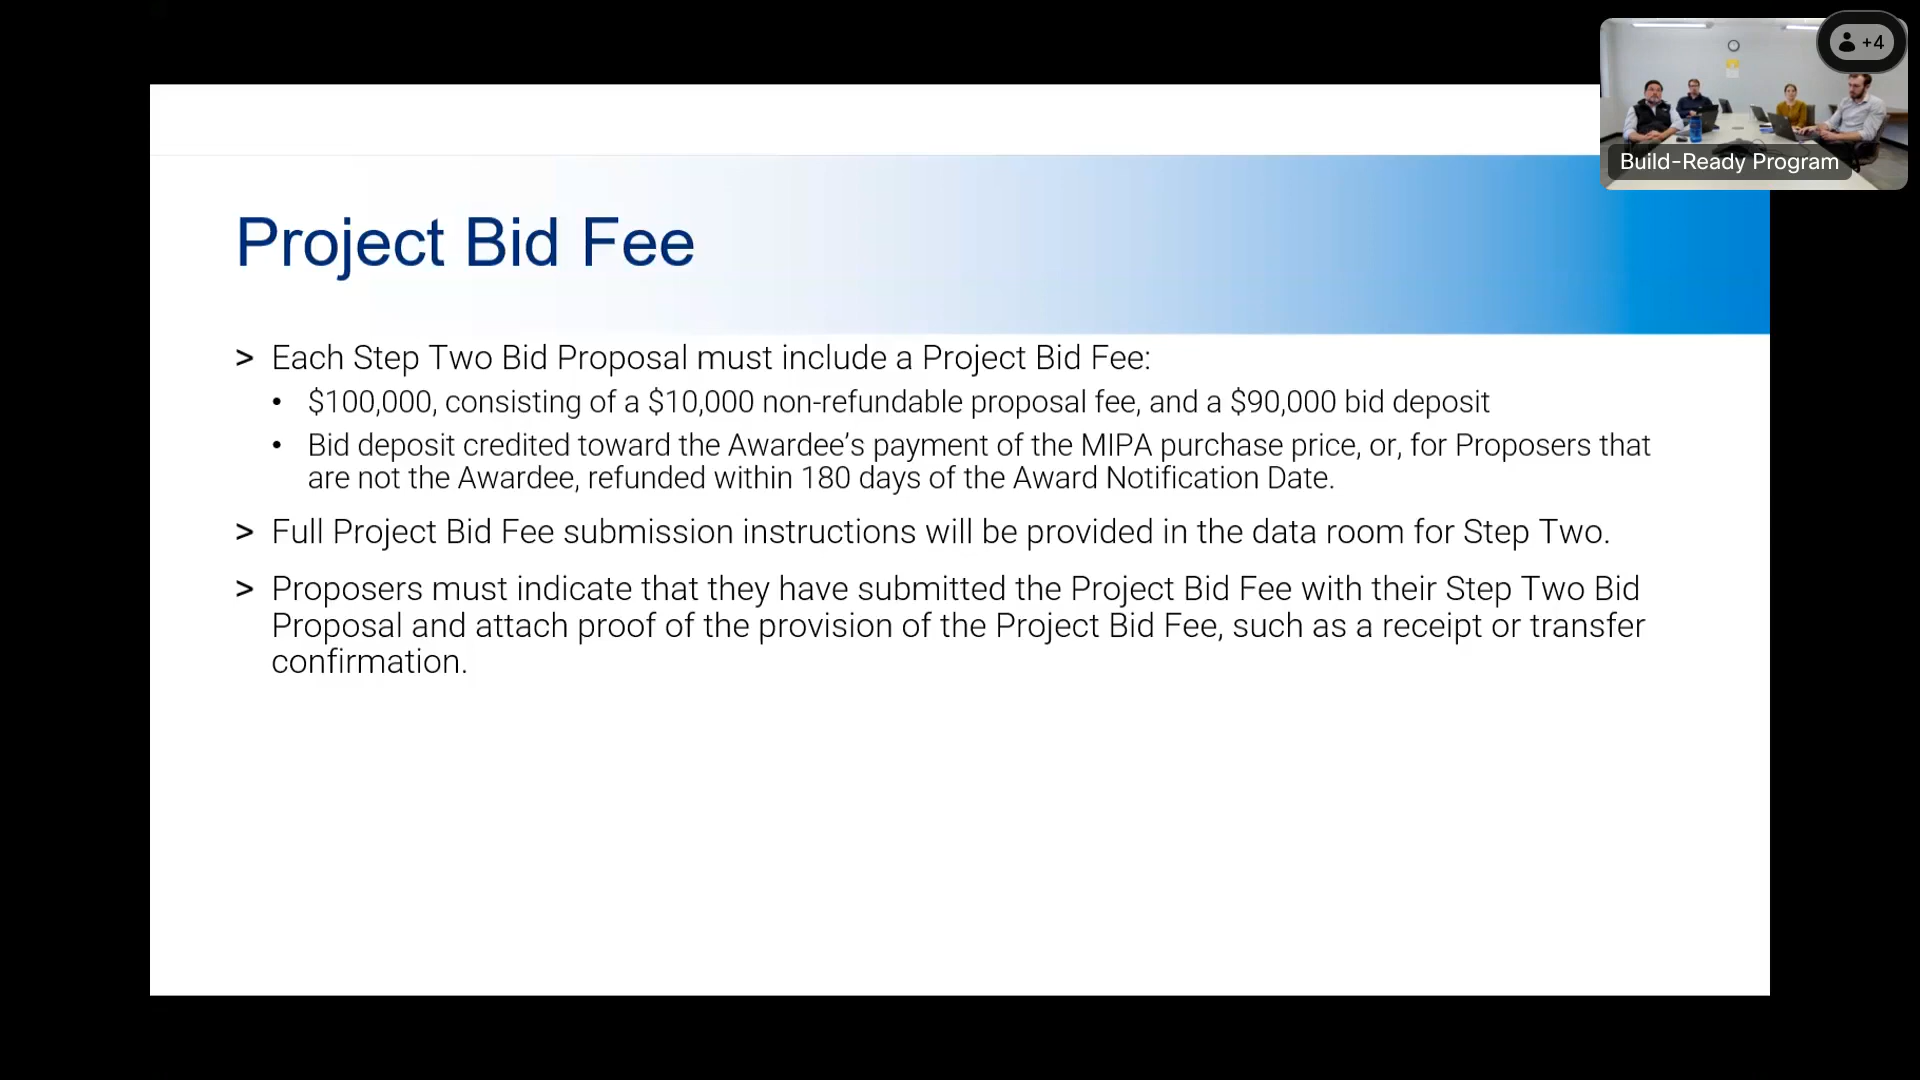 +4
Build-Ready Program
Project Bid Fee
> Each Step Two Bid Proposal must include a Project Bid Fee:
• $100,000, consisting of a $10,000 non-refundable proposal fee, and a $90,000 bid deposit
• Bid deposit credited toward the Awardee’s payment of the MIPA purchase price, or, for Proposers that
are not the Awardee, refunded within 180 days of the Award Notification Date.
> Full Project Bid Fee submission instructions will be provided in the data room for Step Two.
> Proposers must indicate that they have submitted the Project Bid Fee with their Step Two Bid
Proposal and attach proof of the provision of the Project Bid Fee, such as a receipt or transfer
confirmation.